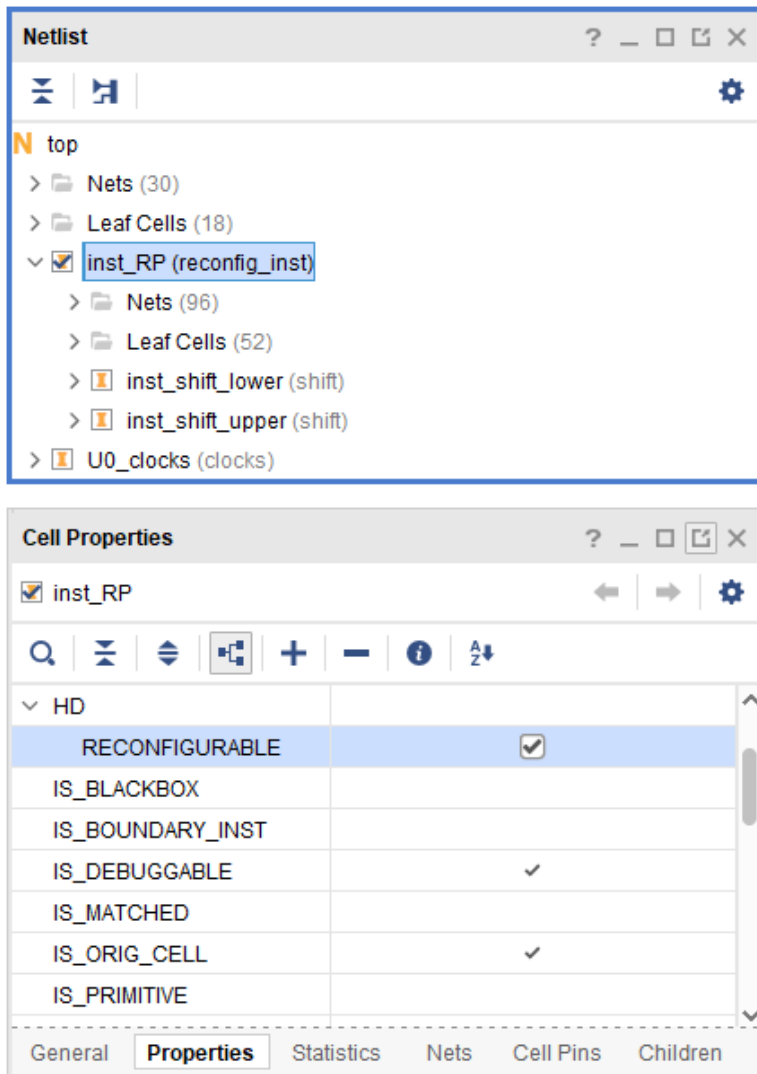 Netlist
N top
Nets (30)
Leaf Cells (18)
inst_RP (reconfig_inst)
Nets (96)
Leaf Cells (52)
I inst_shift_lower (shift)
I inst_shift_upper (shift)
I U0_clocks (clocks)
Cell Properties
inst_RP
HD
RECONFIGURABLE
IS_BLACKBOX
IS_BOUNDARY_INST
IS_DEBUGGABLE
IS_MATCHED
IS_ORIG_CELL
IS_PRIMITIVE
General Properties Statistics Nets Cell Pins Children